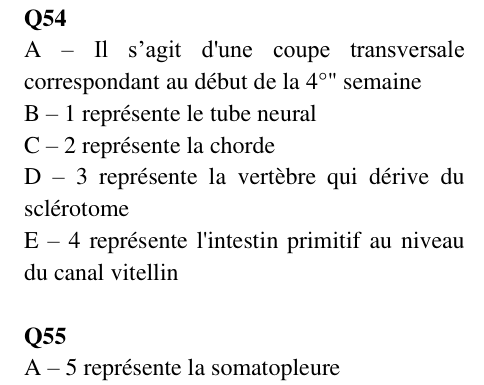 Q54
A – Il s’agit d'une coupe transversale
correspondant au début de la 4°" semaine
B – 1 représente le tube neural
C – 2 représente la chorde
D – 3 représente la vertèbre qui dérive du
sclérotome
E – 4 représente l'intestin primitif au niveau
du canal vitellin
Q55
A – 5 représente la somatopleure